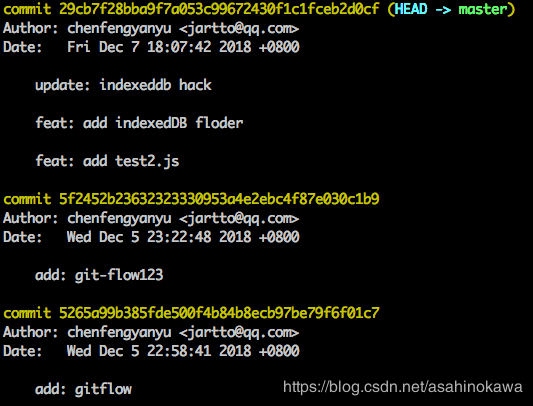 commit 29cb7f28bba9f7a053c99672430f1c1fceb2d0cf (HEAD -> master)
Author: chenfengyanyu <jartto@qq.com>
Date:   Fri Dec 7 18:07:42 2018 +0800
    update: indexeddb hack
    feat: add indexedDB floder
    feat: add test2.js
commit 5f2452b23632323330953a4e2ebc4f87e030c1b9
Author: chenfengyanyu <jartto@qq.com>
Date:   Wed Dec 5 23:22:48 2018 +0800
    add: git-flow123
commit 5265a99b385fde500f4b84b8ecb97be79f6f01c7
Author: chenfengyanyu <jartto@qq.com>
Date:   Wed Dec 5 22:58:41 2018 +0800
    add: gitflow
https://blog.csdn.net/asahinokawa